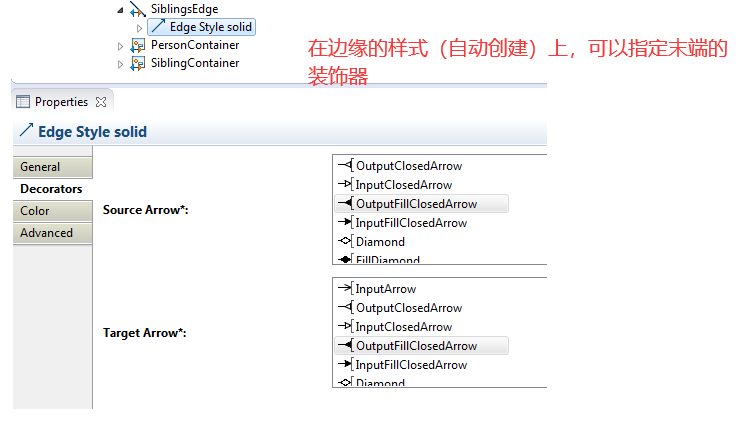 SiblingsEdge
Edge Style solid
PersonContainer
SiblingContainer
在边缘的样式（自动创建）上，可以指定末端的
装饰器
Properties
Edge Style solid
General
Decorators
Color
Advanced
Source Arrow*:
OutputClosedArrow
InputClosedArrow
OutputFillClosedArrow
InputFillClosedArrow
Diamond
FillDiamond
Target Arrow*:
InputArrow
OutputClosedArrow
InputClosedArrow
OutputFillClosedArrow
InputFillClosedArrow
Diamond